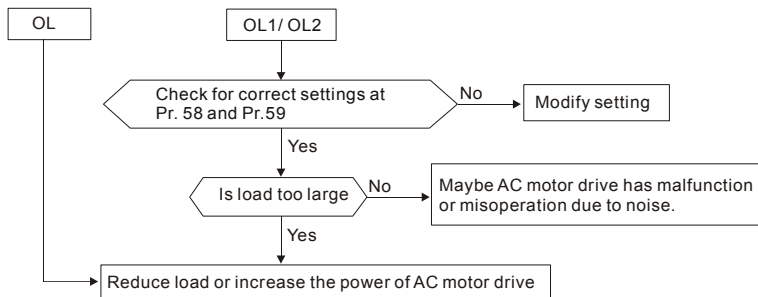 OL
OL1/ OL2
Check for correct settings at
Pr. 58 and Pr.59
No
Modify setting
Yes
Is load too large
No
Maybe AC motor drive has malfunction
or misoperation due to noise.
Yes
Reduce load or increase the power of AC motor drive